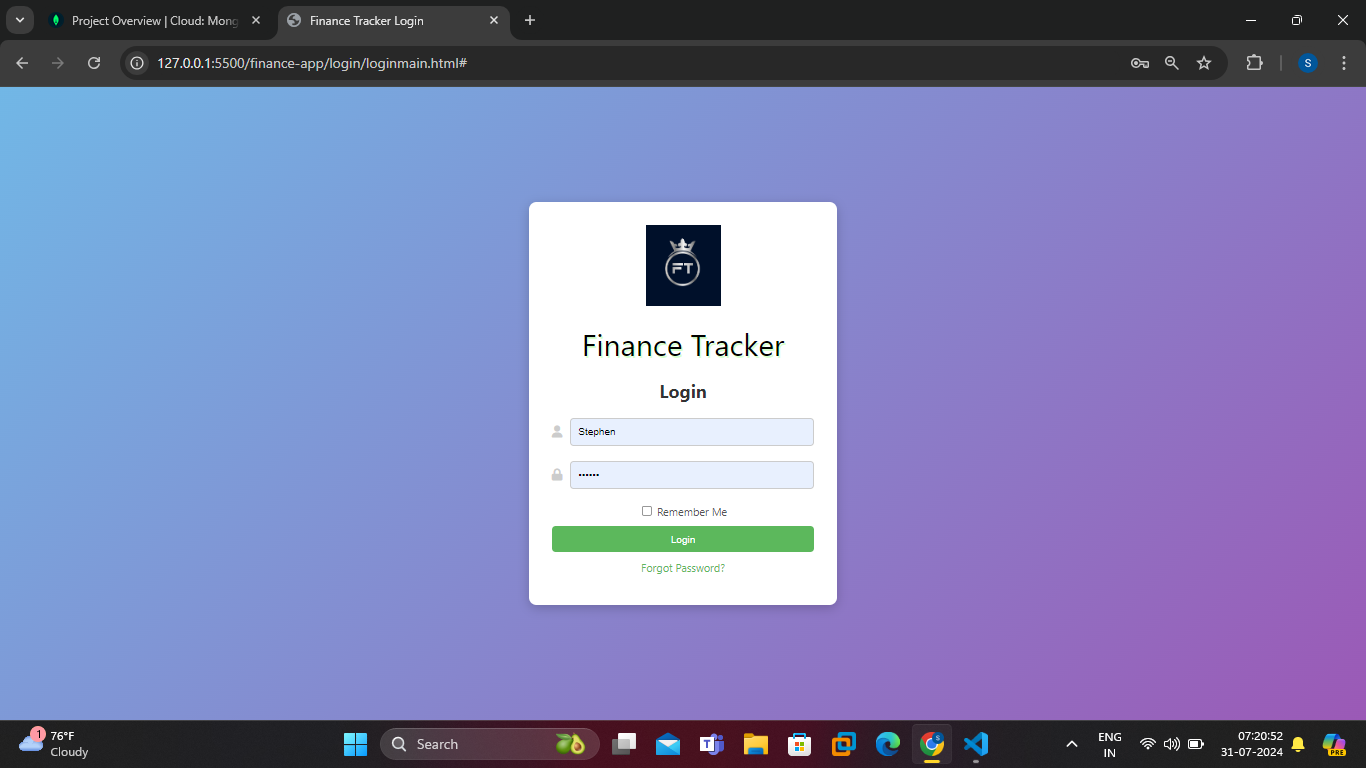 Project Overview | Cloud: Mong
Finance Tracker Login
127.0.0.1:5500/finance-app/login/loginmain.html#
S
FT
Finance Tracker
Login
Stephen
••••••
Remember Me
Login
Forgot Password?
1
76°F
Cloudy
Search
ENG
IN
07:20:52
31-07-2024
PRE